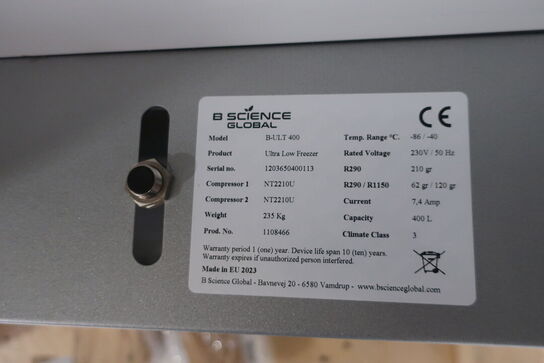 B SCIENCE
GLOBAL
CE
Model B-ULT 400 Temp. Range °C. -86 / -40
Product Ultra Low Freezer Rated Voltage 230V / 50 Hz
Serial no. 1203650400113 R290 210 gr
Compressor 1 NT2210U R290 / R1150 62 gr / 120 gr
Compressor 2 NT2210U Current 7,4 Amp
Weight 235 Kg Capacity 400 L
Prod. No. 1108466 Climate Class 3
Warranty period 1 (one) year. Device life span 10 (ten) years.
Warranty expires if unauthorized person interfered.
Made in EU 2023
B Science Global - Bavnevej 20 - 6580 Vamdrup - www.bscienceglobal.com